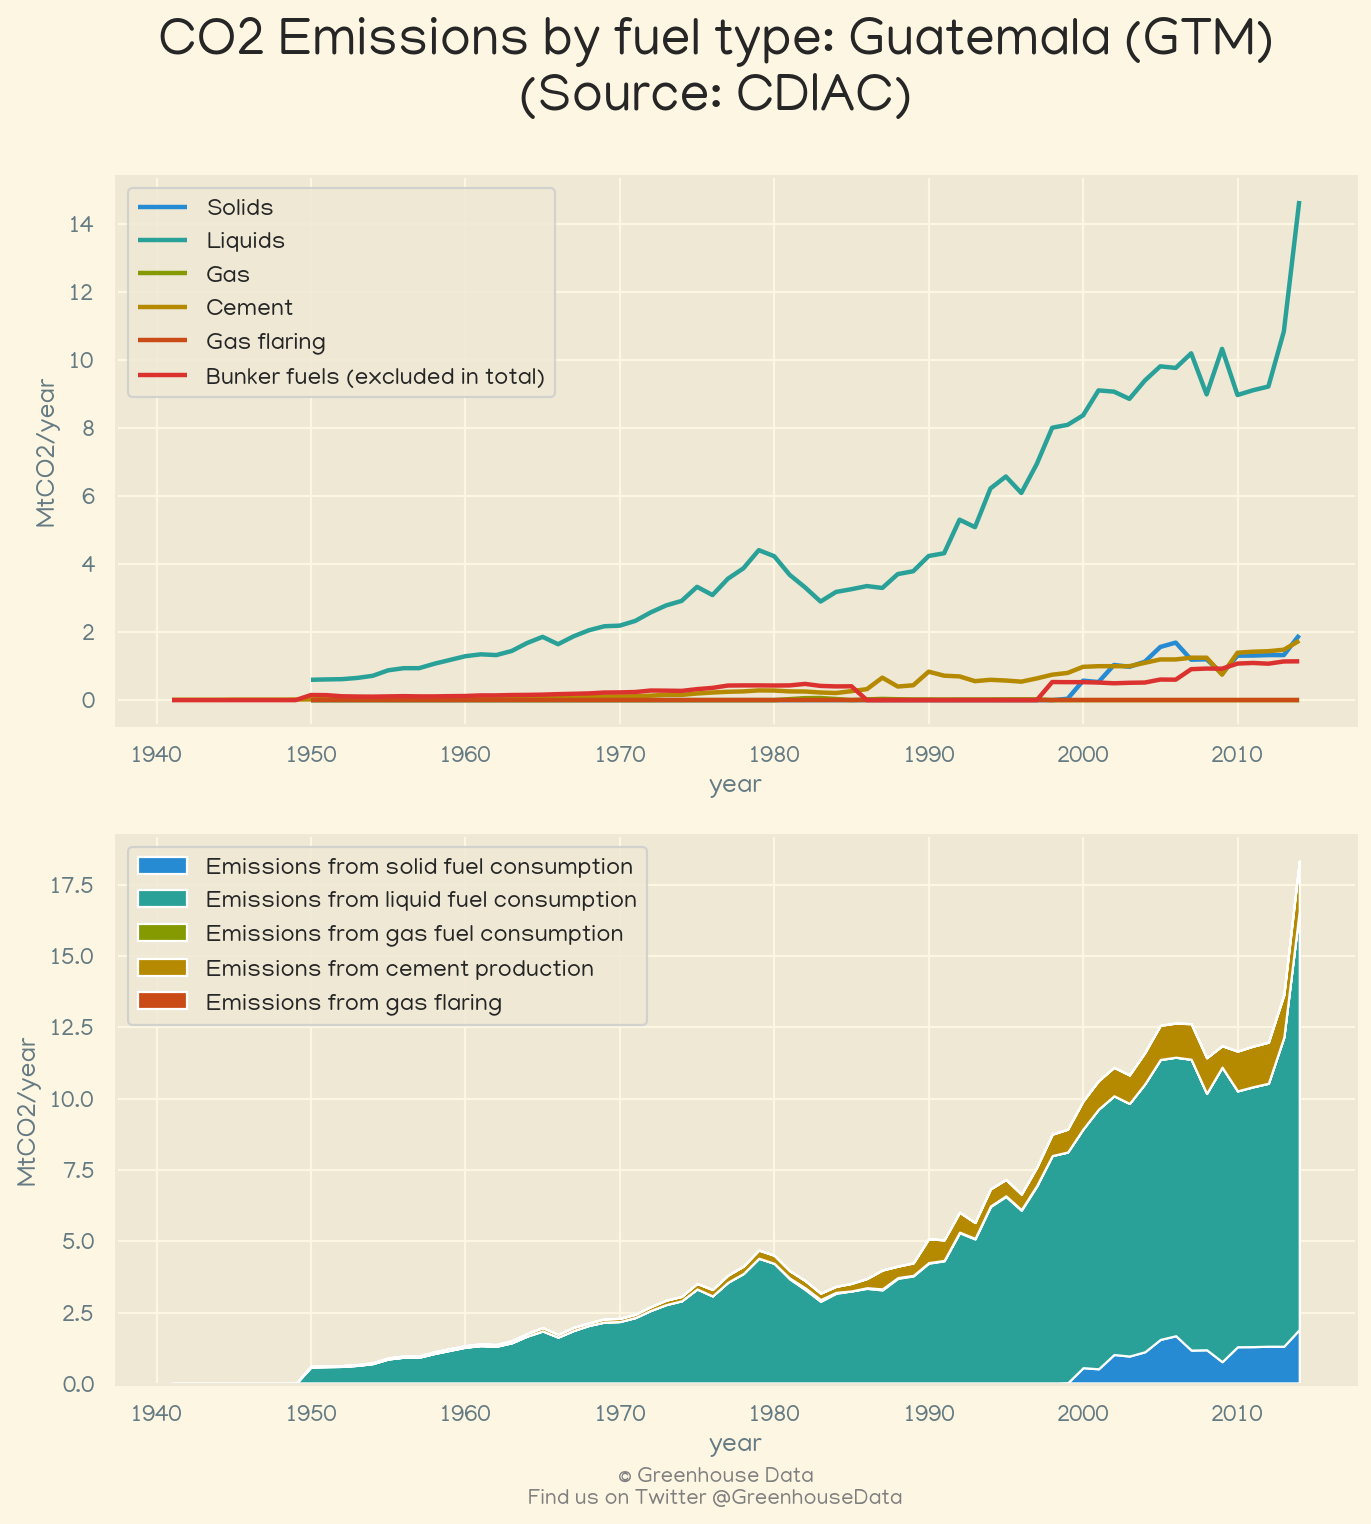 CO2 Emissions by fuel type: Guatemala (GTM)
(Source: CDIAC)
Solids
Liquids
Gas
Cement
Gas flaring
Bunker fuels (excluded in total)
14
12
10
8
6
4
2
0
MtCO2/year
1940 1950 1960 1970 1980 1990 2000 2010
year
Emissions from solid fuel consumption
Emissions from liquid fuel consumption
Emissions from gas fuel consumption
Emissions from cement production
Emissions from gas flaring
17.5
15.0
12.5
10.0
7.5
5.0
2.5
0.0
MtCO2/year
1940 1950 1960 1970 1980 1990 2000 2010
year
© Greenhouse Data
Find us on Twitter @GreenhouseData